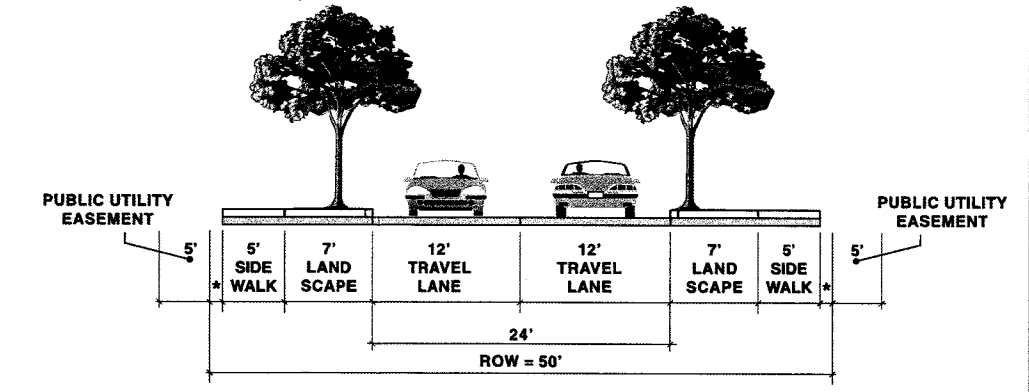 PUBLIC UTILITY
EASEMENT
PUBLIC UTILITY
EASEMENT
5'
*
5'
SIDE
WALK
7'
LAND
SCAPE
12'
TRAVEL
LANE
12'
TRAVEL
LANE
7'
LAND
SCAPE
5'
SIDE
WALK
*
5'
24'
ROW = 50'